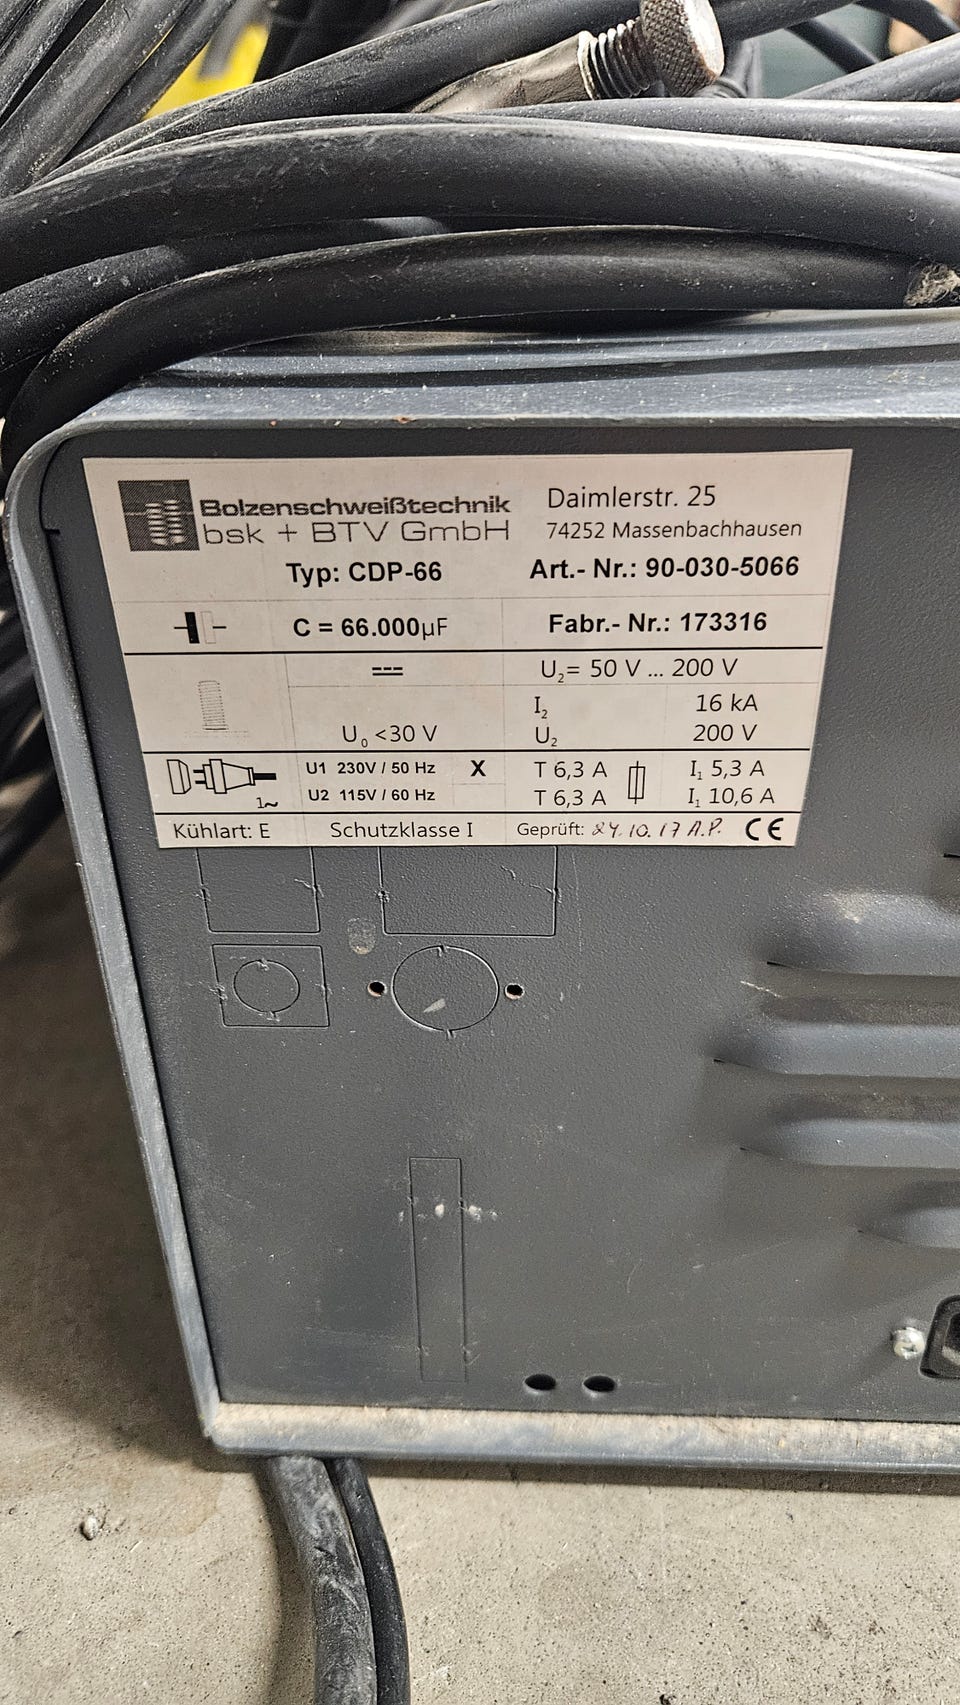 Bolzenschweißtechnik
bsk + BTV GmbH
Daimlerstr. 25
74252 Massenbachhausen
Typ: CDP-66
Art.- Nr.: 90-030-5066
C = 66.000µF
Fabr.- Nr.: 173316
U₂= 50 V ... 200 V
I₂ 16 kA
U₀ <30 V
U₂ 200 V
U1 230V / 50 Hz X T 6,3 A I₁ 5,3 A
U2 115V / 60 Hz T 6,3 A I₁ 10,6 A
1~
Kühlart: E Schutzklasse I Geprüft: 24.10.17 A.P. CE